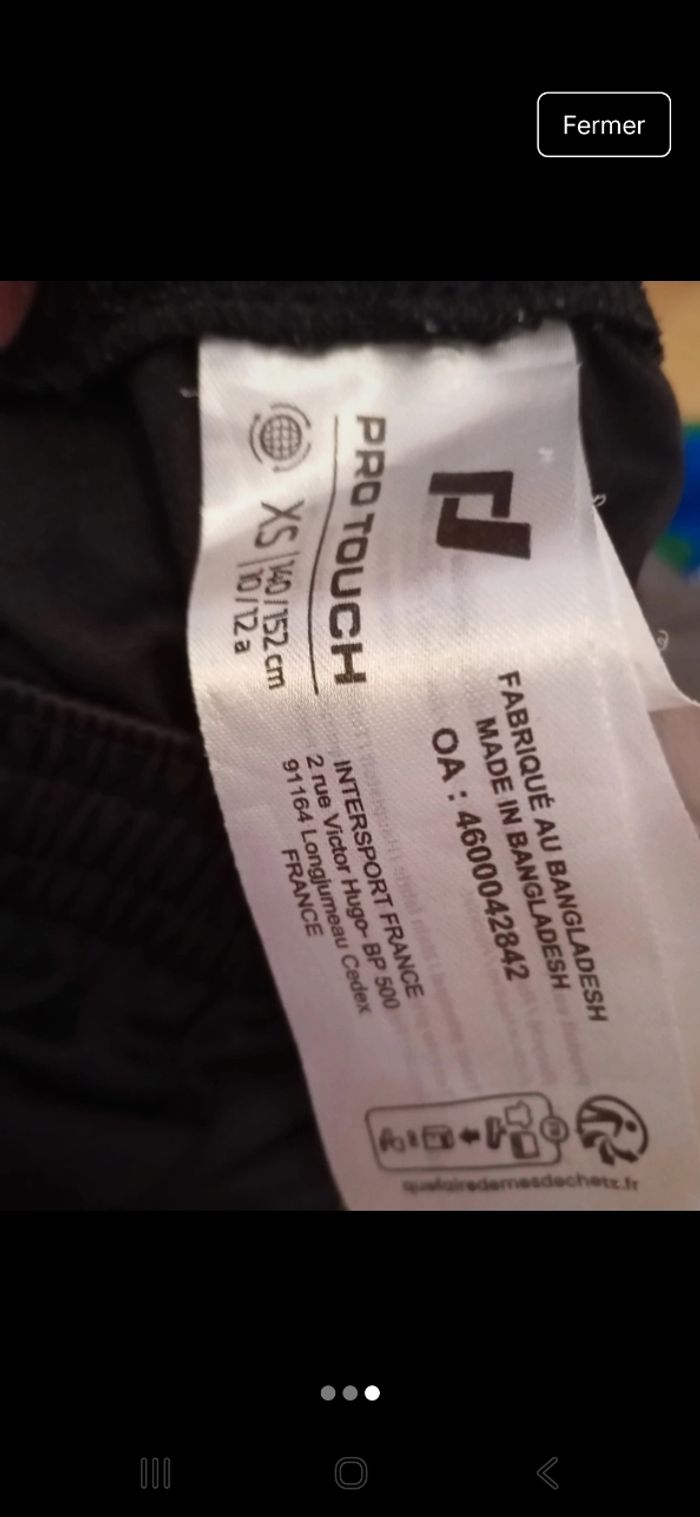 Fermer
PRO TOUCH
XS
140/152 cm
10/12 a
FABRIQUÉ AU BANGLADESH
MADE IN BANGLADESH
OA : 4600042842
INTERSPORT FRANCE
2 rue Victor Hugo- BP 500
91164 Longjumeau Cedex
FRANCE
FR
quefairedemesdechets.fr